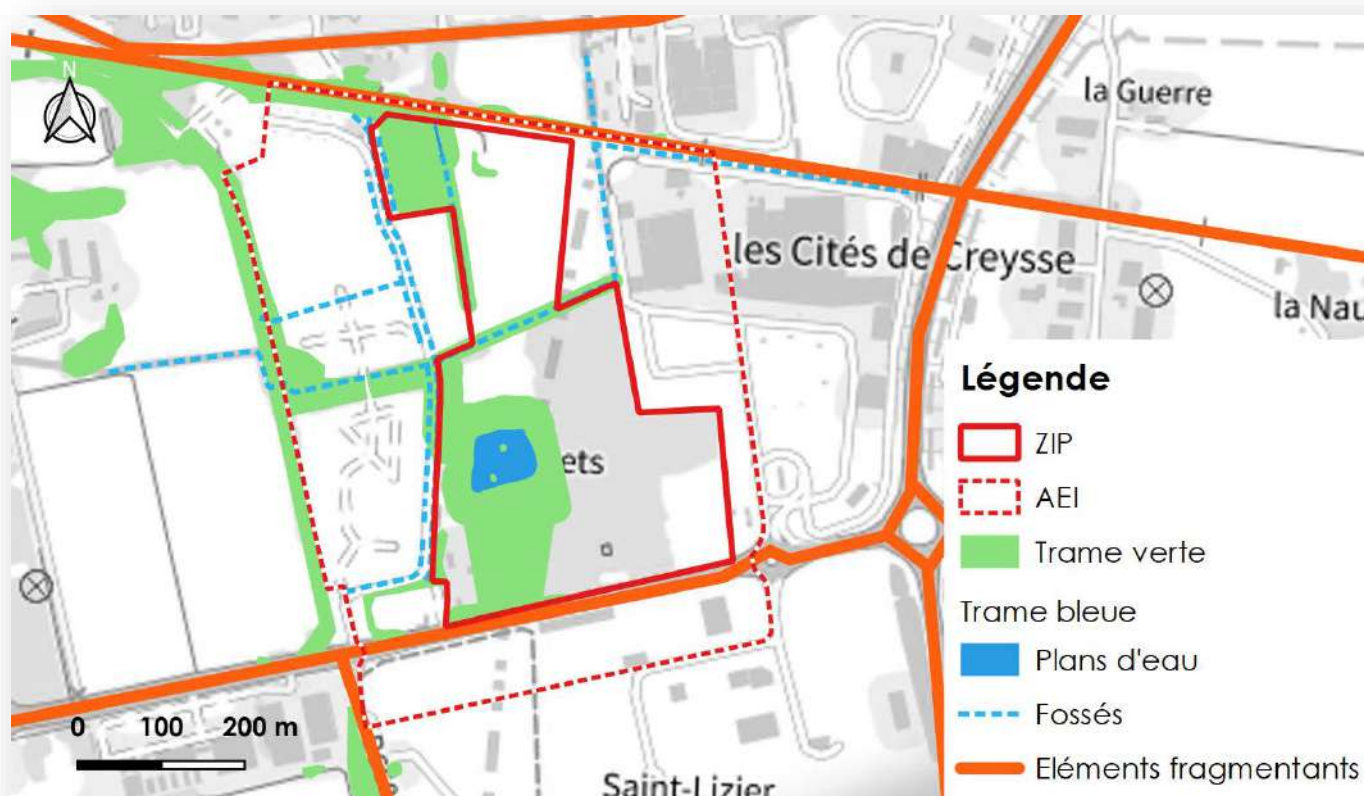 N
la Guerre
les Cités de Creysse
la Nau
ets
Légende
ZIP
AEI
Trame verte
Trame bleue
Plans d'eau
Fossés
Eléments fragmentants
0 100 200 m
Saint-Lizier